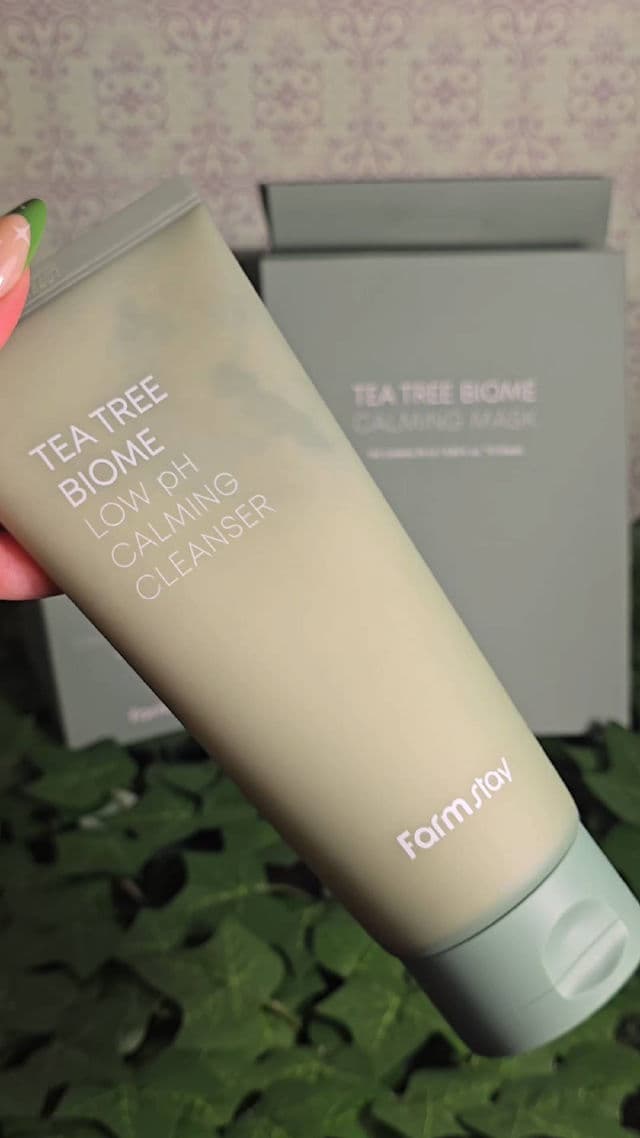 TEA TREE
BIOME
LOW pH
CALMING
CLEANSER
Farmstay
TEA TREE BIOME
CALMING MASK